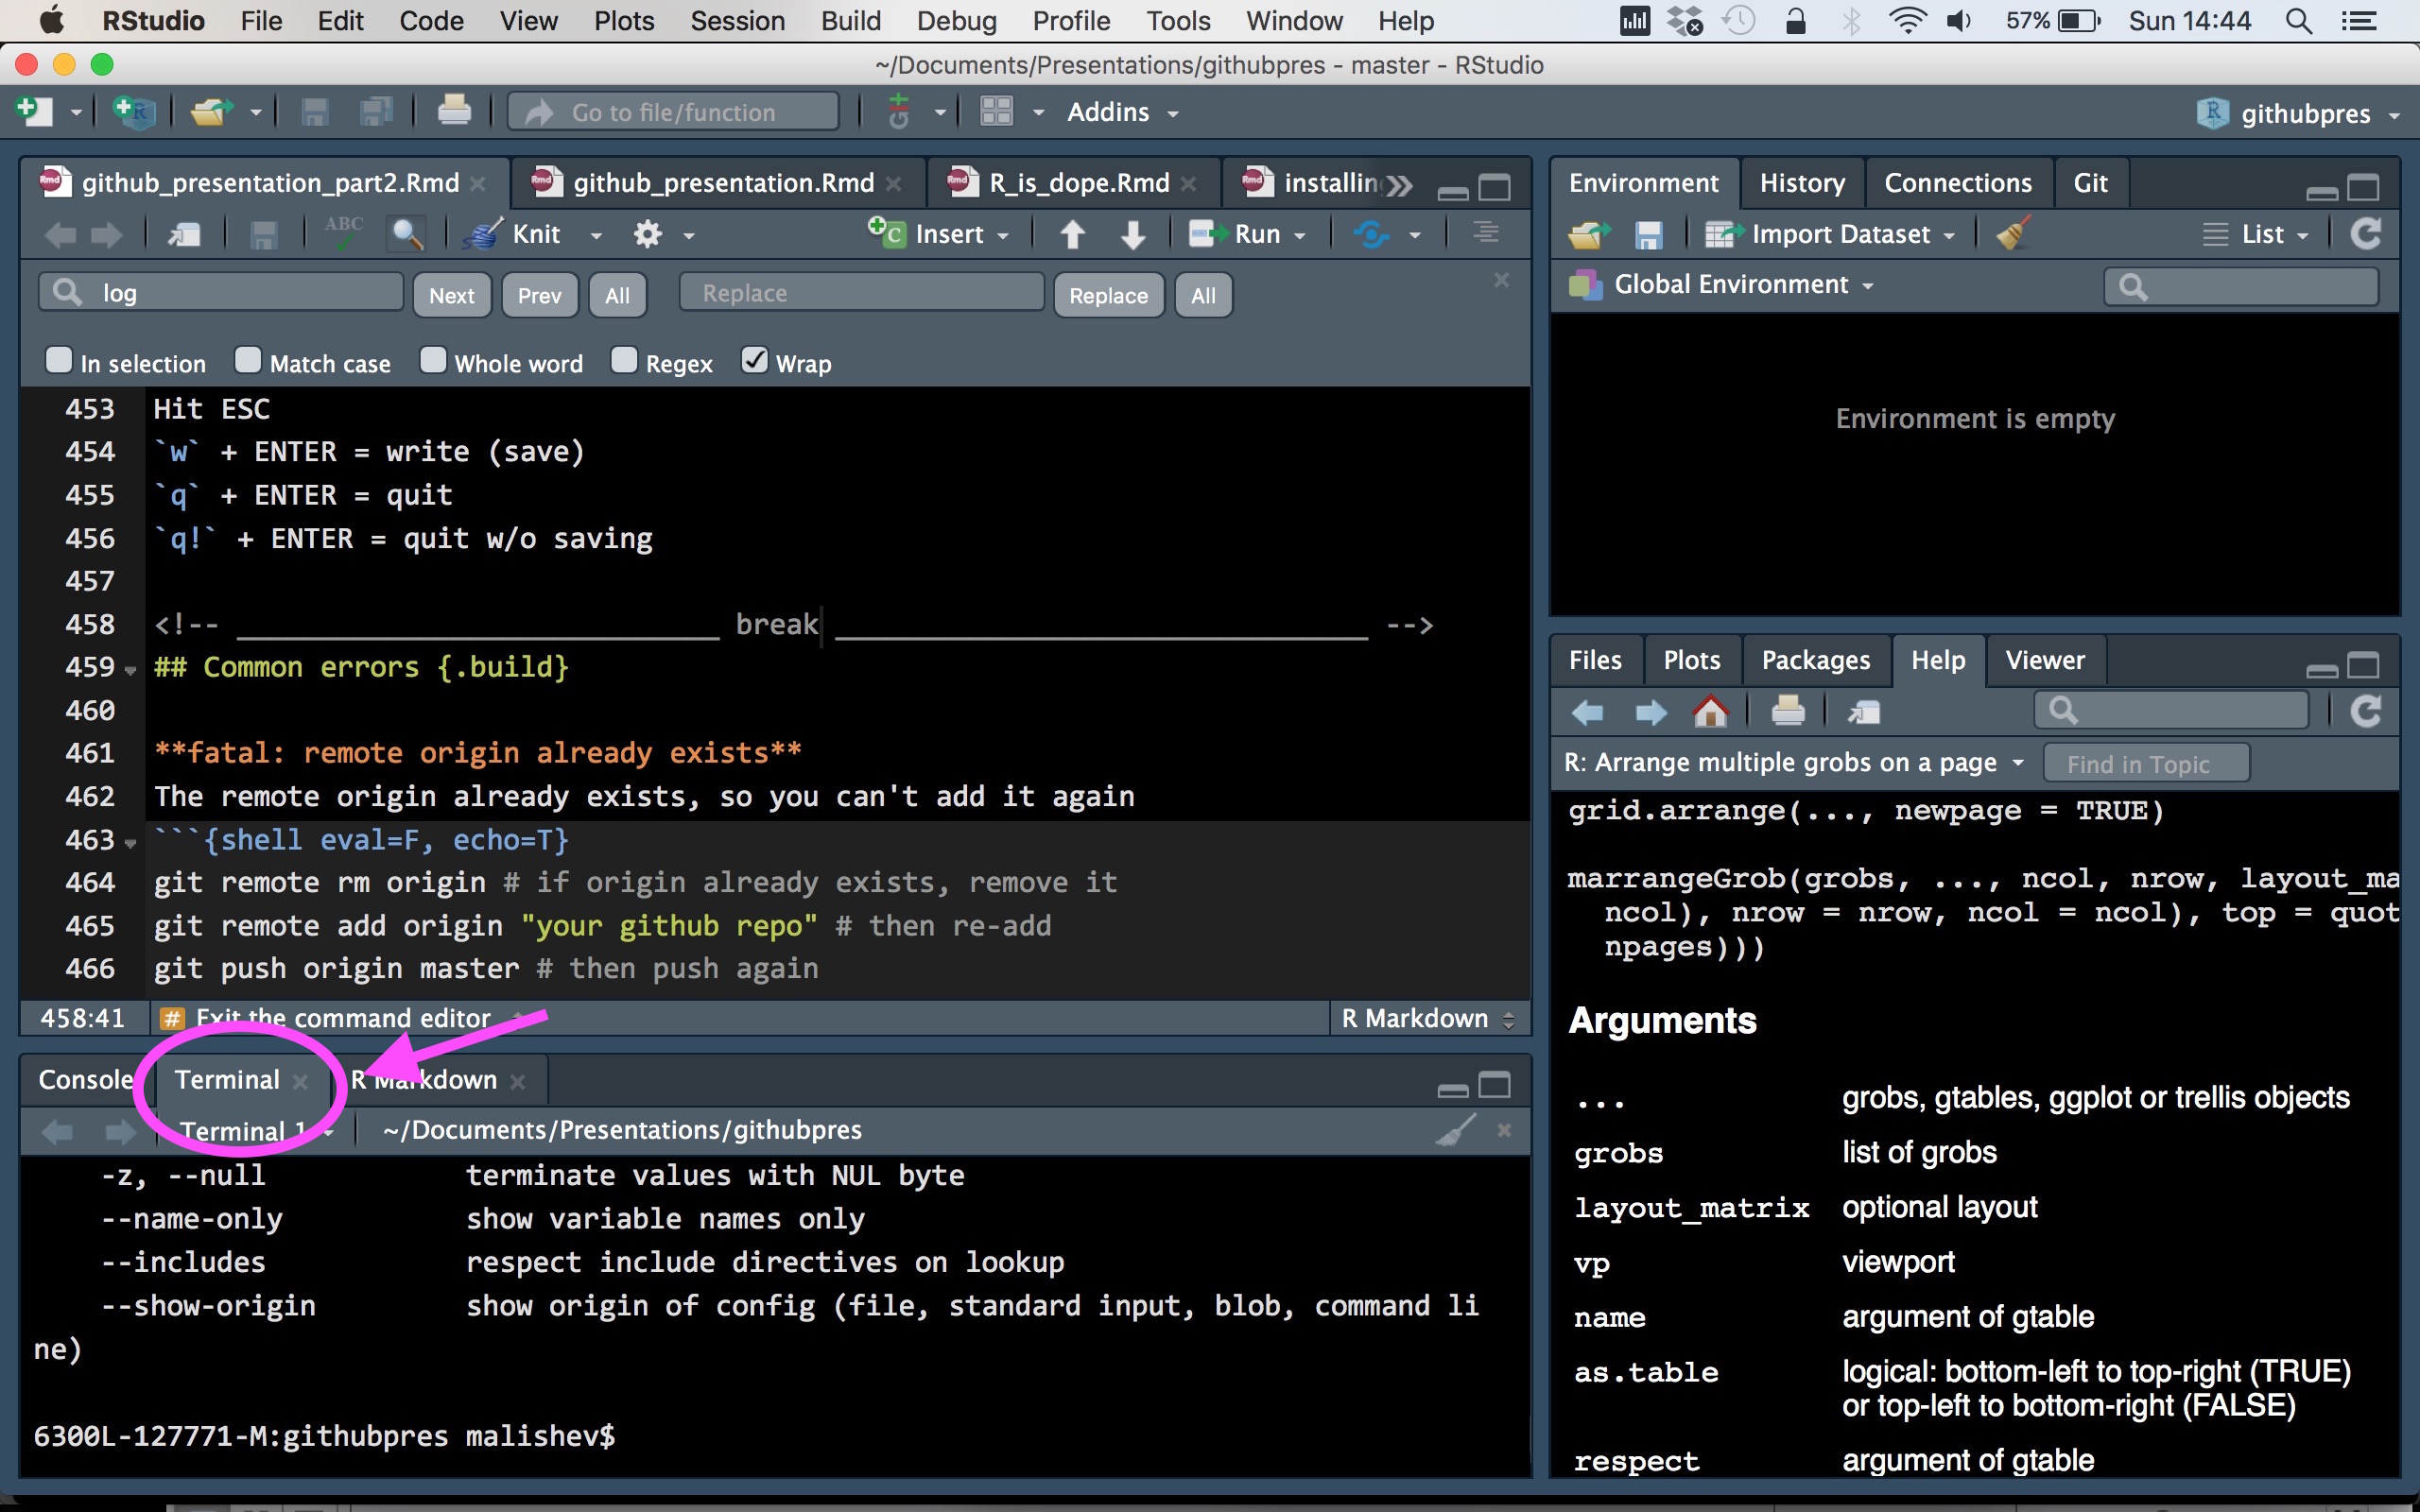 RStudio File Edit Code View Plots Session Build Debug Profile Tools Window Help 57% Sun 14:44
~/Documents/Presentations/githubpres - master - RStudio
Go to file/function Addins githubpres
github_presentation_part2.Rmd github_presentation.Rmd R_is_dope.Rmd installin
ABC Knit Insert Run
log Next Prev All Replace Replace All
In selection Match case Whole word Regex Wrap
453 Hit ESC
454 `w` + ENTER = write (save)
455 `q` + ENTER = quit
456 `q!` + ENTER = quit w/o saving
457
458 <!-- _____________________________ break ________________________________ -->
459 ## Common errors {.build}
460
461 **fatal: remote origin already exists**
462 The remote origin already exists, so you can't add it again
463 ```{shell eval=F, echo=T}
464 git remote rm origin # if origin already exists, remove it
465 git remote add origin "your github repo" # then re-add
466 git push origin master # then push again
458:41 # Exit the command editor R Markdown
Console Terminal R Markdown
Terminal 1 ~/Documents/Presentations/githubpres
-z, --null terminate values with NUL byte
--name-only show variable names only
--includes respect include directives on lookup
--show-origin show origin of config (file, standard input, blob, command li
ne)
6300L-127771-M:githubpres malishev$
Environment History Connections Git
Import Dataset List
Global Environment
Environment is empty
Files Plots Packages Help Viewer
R: Arrange multiple grobs on a page Find in Topic
grid.arrange(..., newpage = TRUE)
marrangeGrob(grobs, ..., ncol, nrow, layout_ma
ncol), nrow = nrow, ncol = ncol), top = quot
npages)))
Arguments
... grobs, gtables, ggplot or trellis objects
grobs list of grobs
layout_matrix optional layout
vp viewport
name argument of gtable
as.table logical: bottom-left to top-right (TRUE)
or top-left to bottom-right (FALSE)
respect argument of gtable